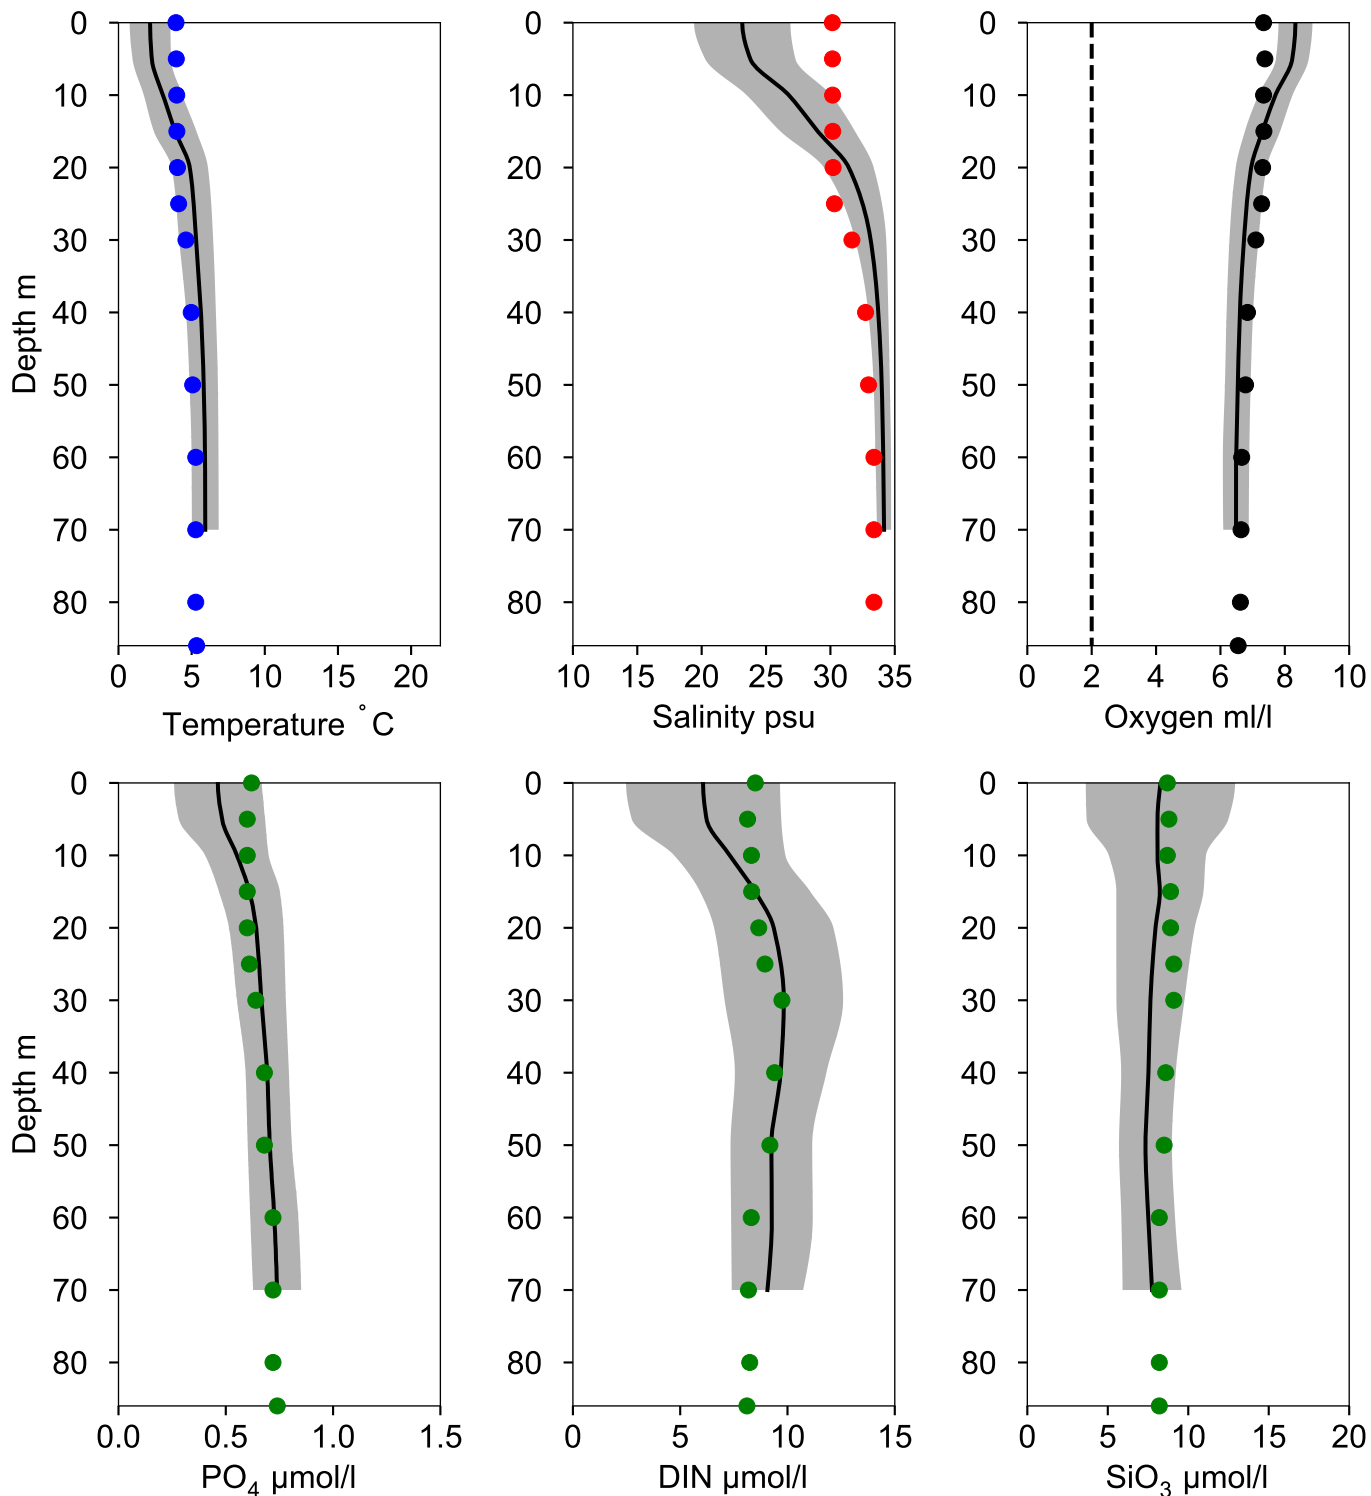 0 0 0
10 10 10
20 20 20
30 30 30
40 40 40
50 50 50
60 60 60
70 70 70
80 80 80
Depth m
0 5 10 15 20 10 15 20 25 30 35 0 2 4 6 8 10
Temperature ˚C Salinity psu Oxygen ml/l
0 0 0
10 10 10
20 20 20
30 30 30
40 40 40
50 50 50
60 60 60
70 70 70
80 80 80
Depth m
0.0 0.5 1.0 1.5 0 5 10 15 0 5 10 15 20
PO₄ µmol/l DIN µmol/l SiO₃ µmol/l